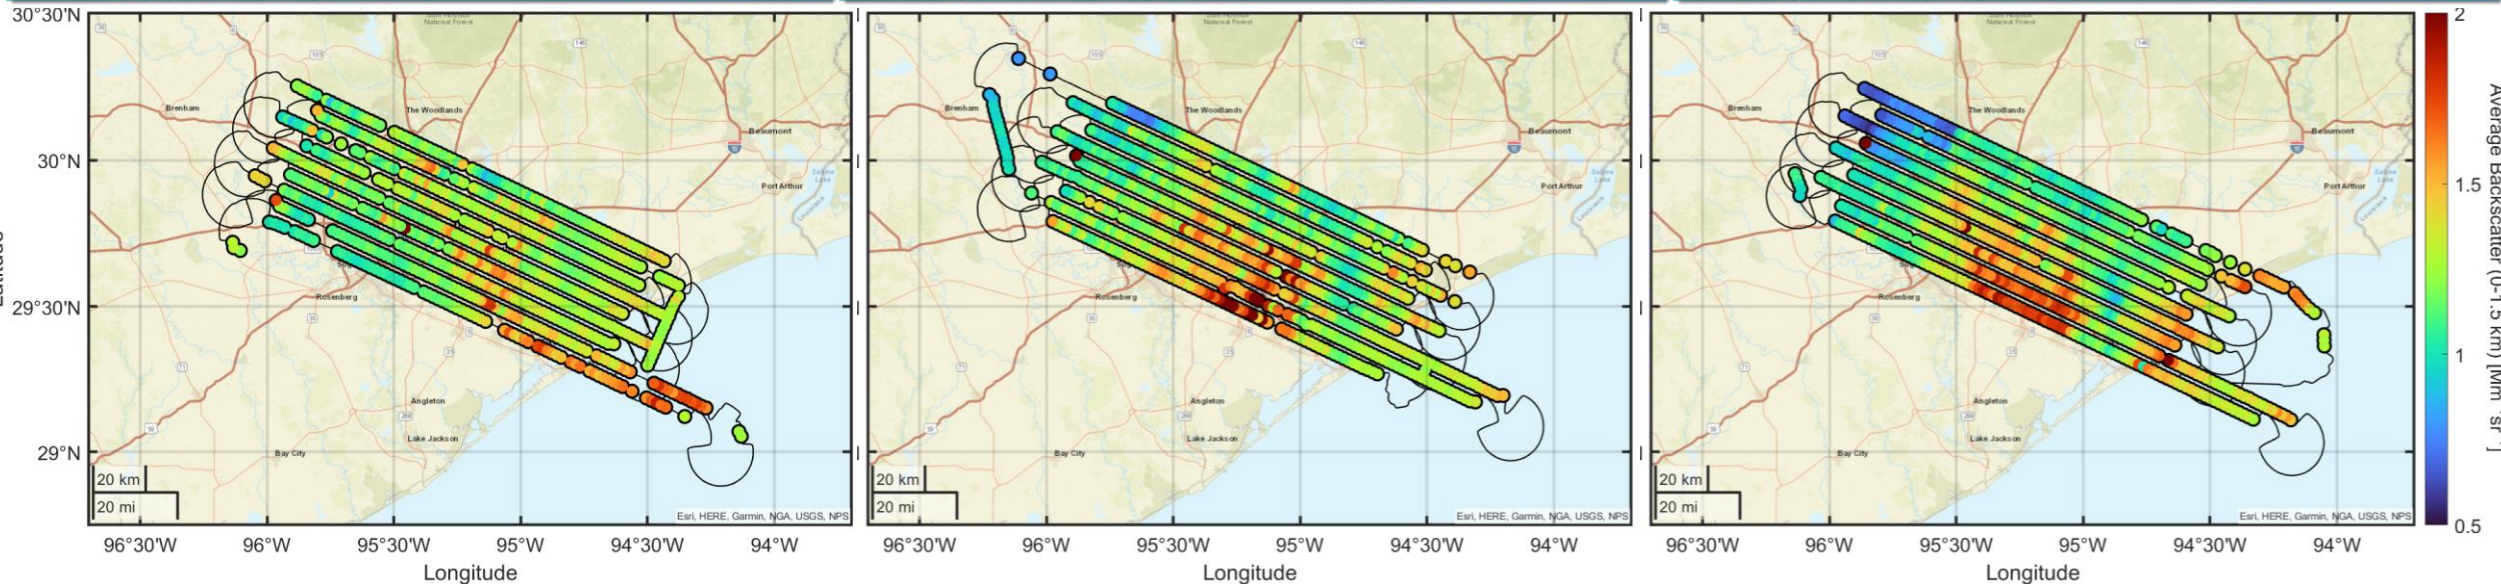 30°30'N
30°N
29°30'N
29°N
Brenham
The Woodlands
Beaumont
Port Arthur
Rosenberg
Angleton
Lake Jackson
Bay City
20 km
20 mi
Esri, HERE, Garmin, NGA, USGS, NPS
96°30'W 96°W 95°30'W 95°W 94°30'W 94°W
Longitude
Brenham
The Woodlands
Beaumont
Port Arthur
Rosenberg
Angleton
Lake Jackson
Bay City
20 km
20 mi
Esri, HERE, Garmin, NGA, USGS, NPS
96°30'W 96°W 95°30'W 95°W 94°30'W 94°W
Longitude
Brenham
The Woodlands
Beaumont
Port Arthur
Rosenberg
Angleton
Lake Jackson
Bay City
20 km
20 mi
Esri, HERE, Garmin, NGA, USGS, NPS
96°30'W 96°W 95°30'W 95°W 94°30'W 94°W
Longitude
2
1.5
1
0.5
Average Backscatter (0-1.5 km) [Mm